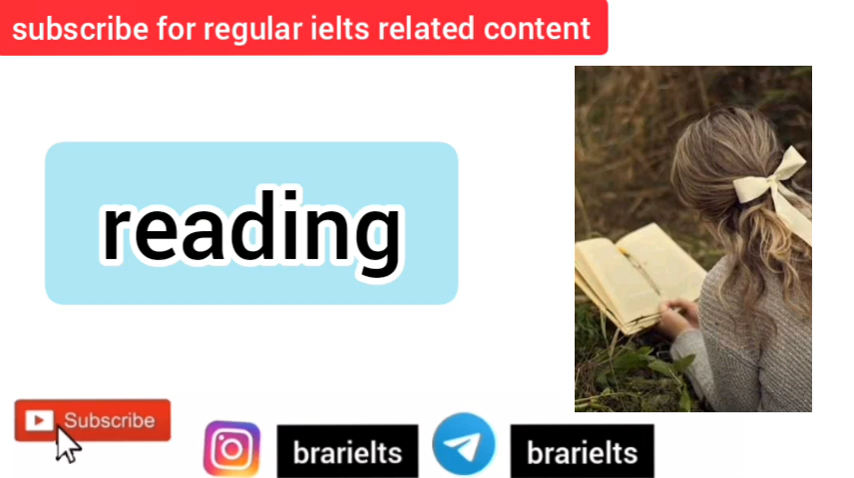 subscribe for regular ielts related content
reading
Subscribe
brarielts
brarielts